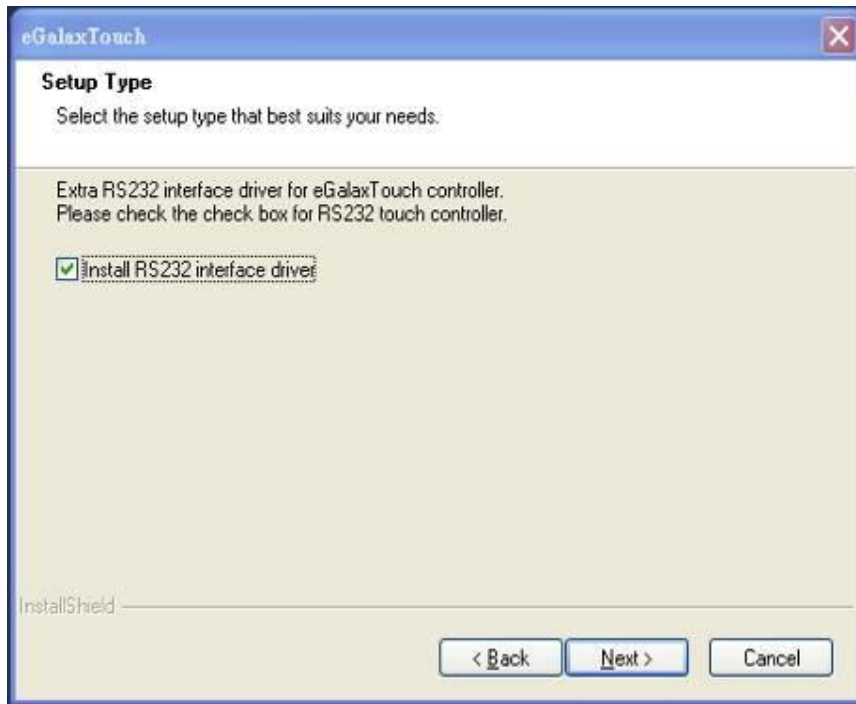 eGalaxTouch
Setup Type
Select the setup type that best suits your needs.
Extra RS232 interface driver for eGalaxTouch controller.
Please check the check box for RS232 touch controller.
Install RS232 interface driver
InstallShield
< Back
Next >
Cancel